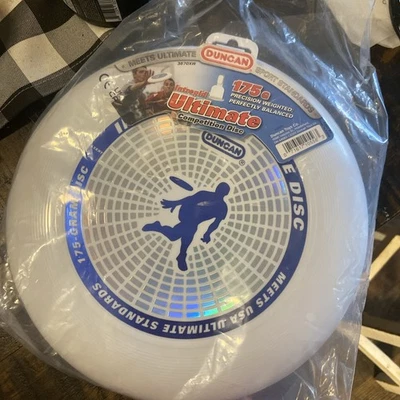 MEETS ULTIMATE
DUNCAN
SPORT STANDARDS
175g
PRECISION WEIGHTED
PERFECTLY BALANCED
Ultimate
Competition Disc
DUNCAN
E DISC
175-GRAM DISC
MEETS USA ULTIMATE STANDARDS